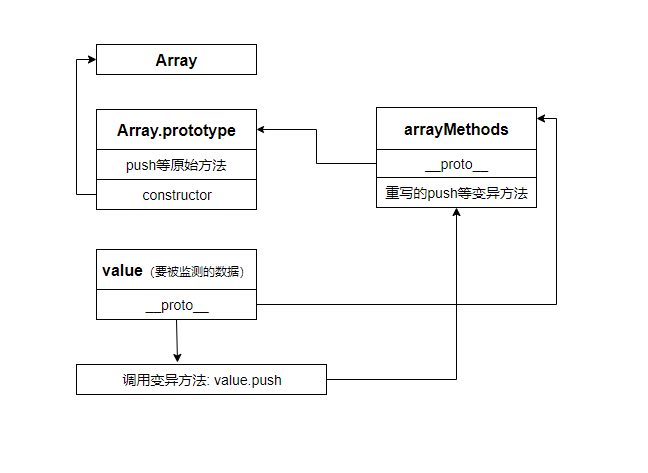 Array
Array.prototype
push等原始方法
constructor
arrayMethods
__proto__
重写的push等变异方法
value（要被监测的数据）
__proto__
调用变异方法: value.push